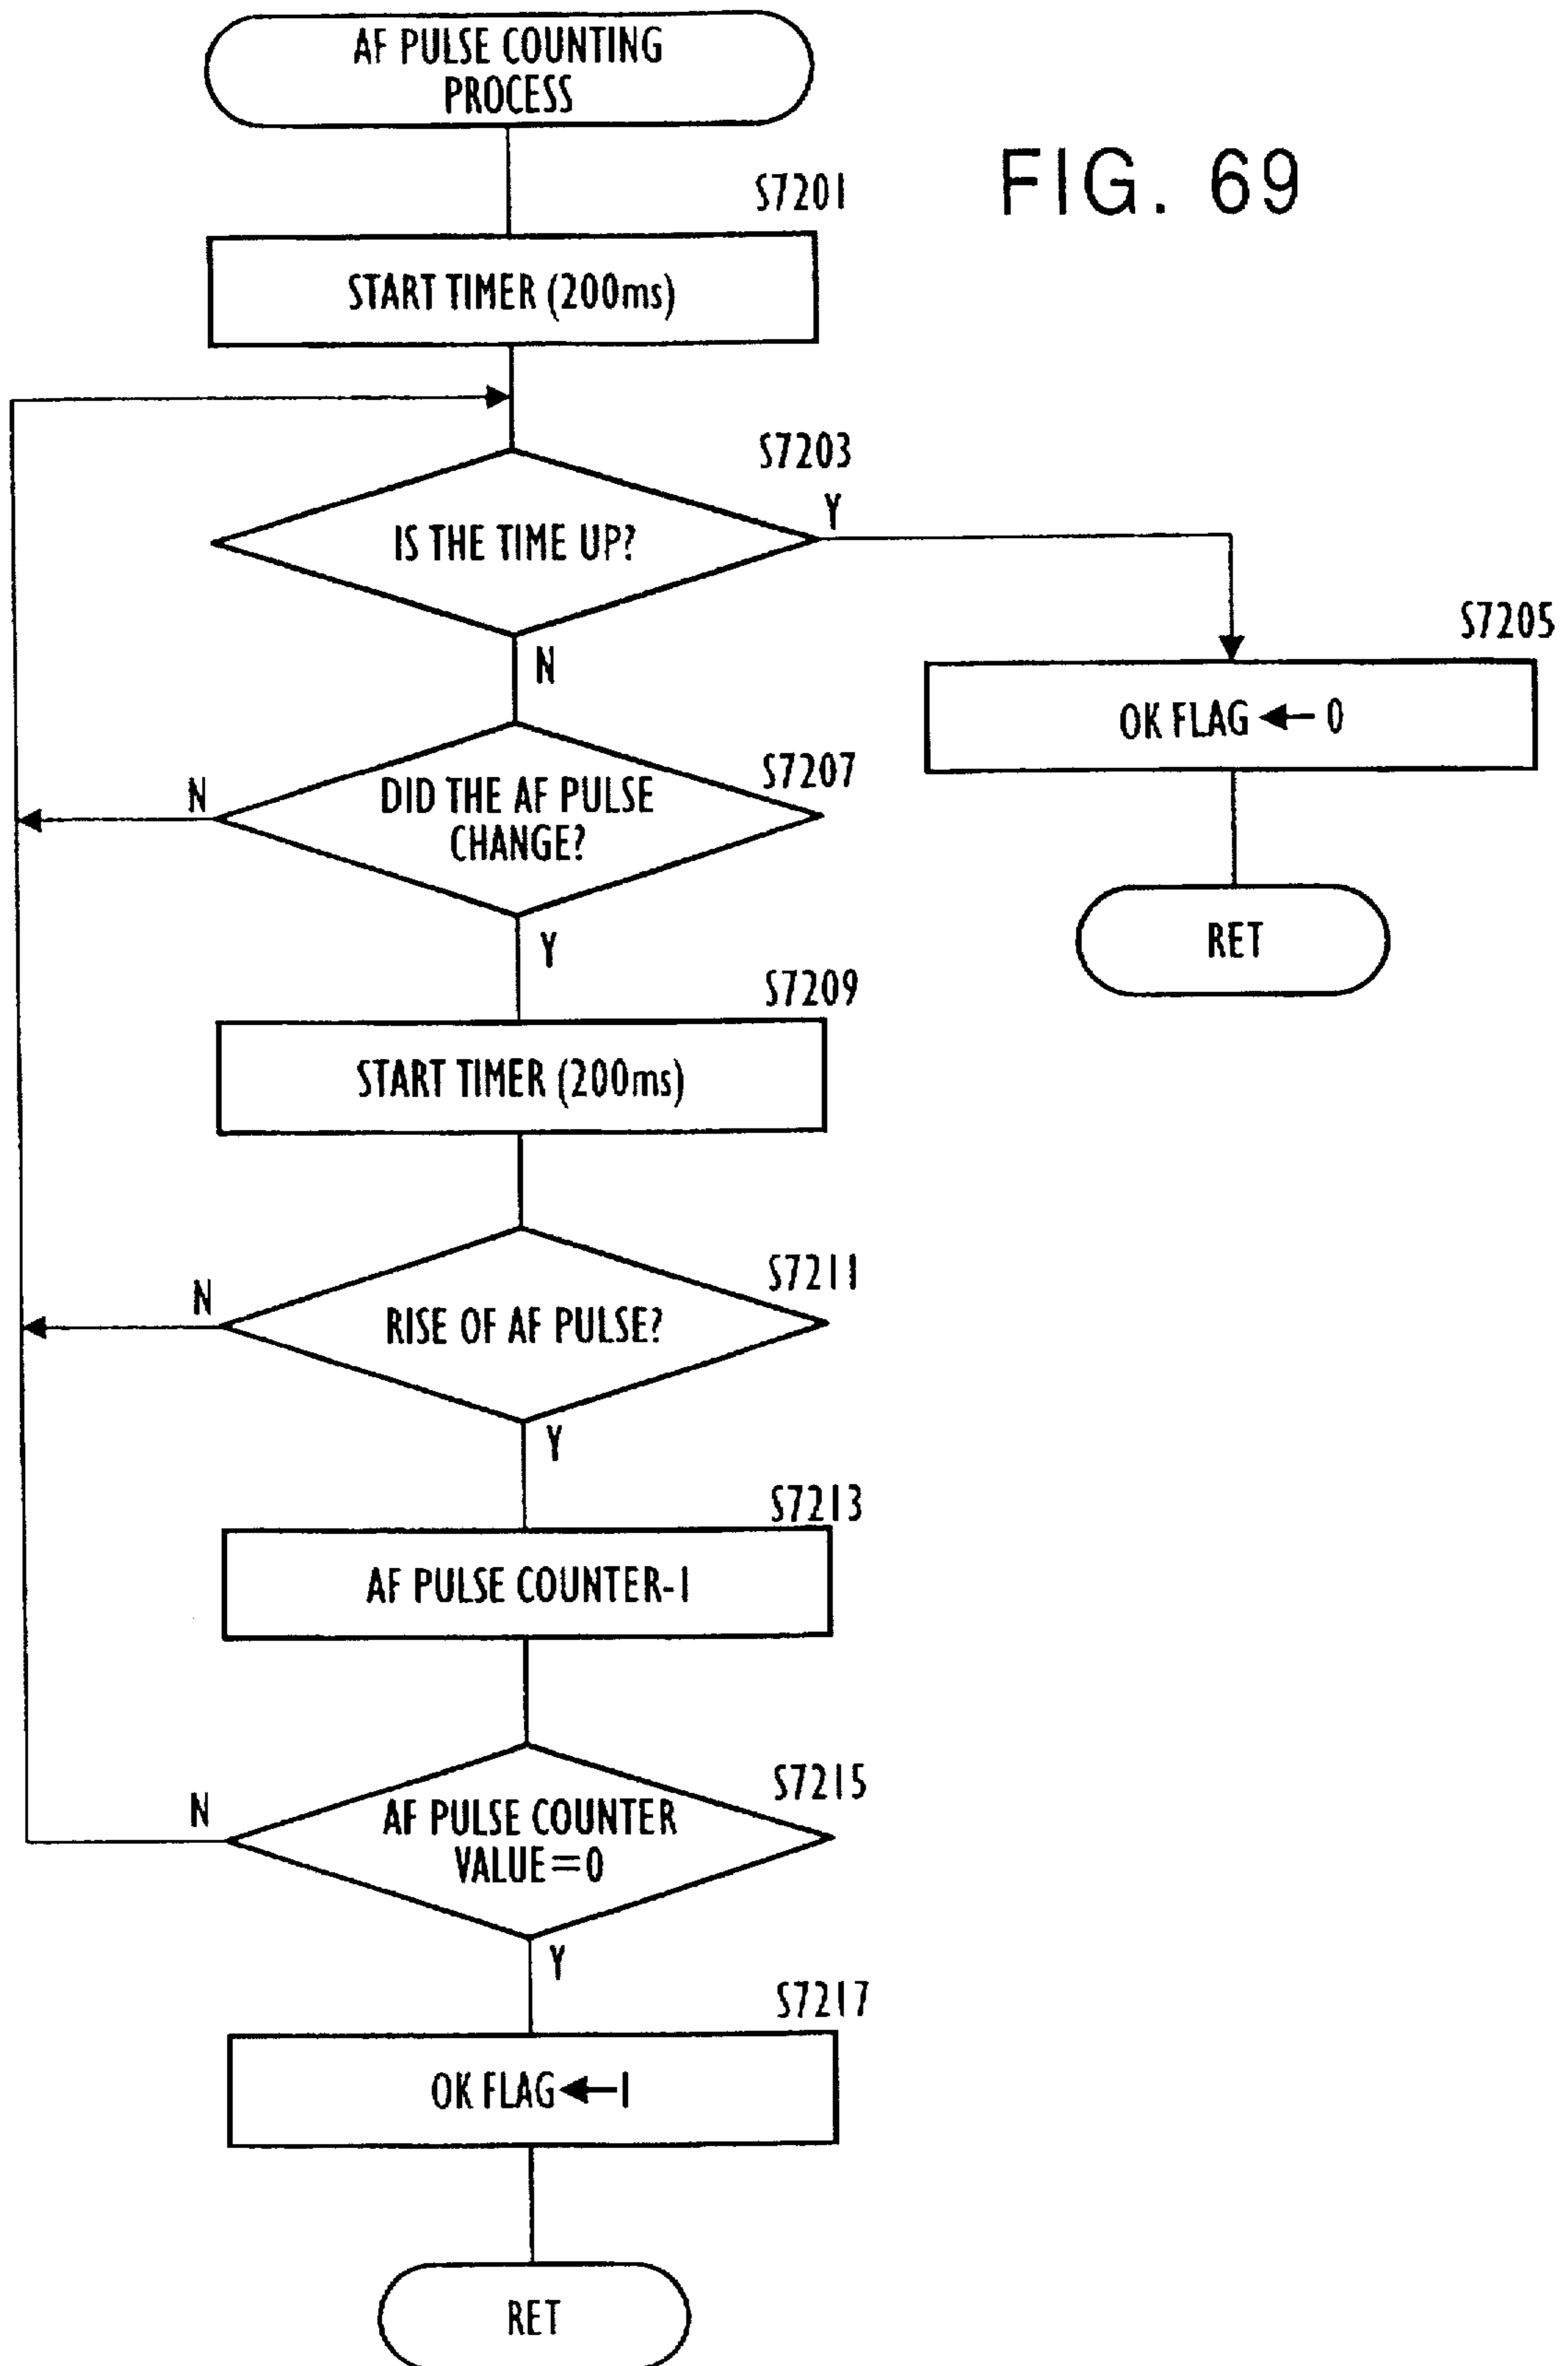 AF PULSE COUNTING
PROCESS
FIG. 69
S7201
START TIMER (200ms)
S7203
IS THE TIME UP?
Y
N
S7205
OK FLAG ← 0
RET
S7207
DID THE AF PULSE
CHANGE?
N
Y
S7209
START TIMER (200ms)
S7211
RISE OF AF PULSE?
N
Y
S7213
AF PULSE COUNTER-1
S7215
AF PULSE COUNTER
VALUE=0
N
Y
S7217
OK FLAG←1
RET